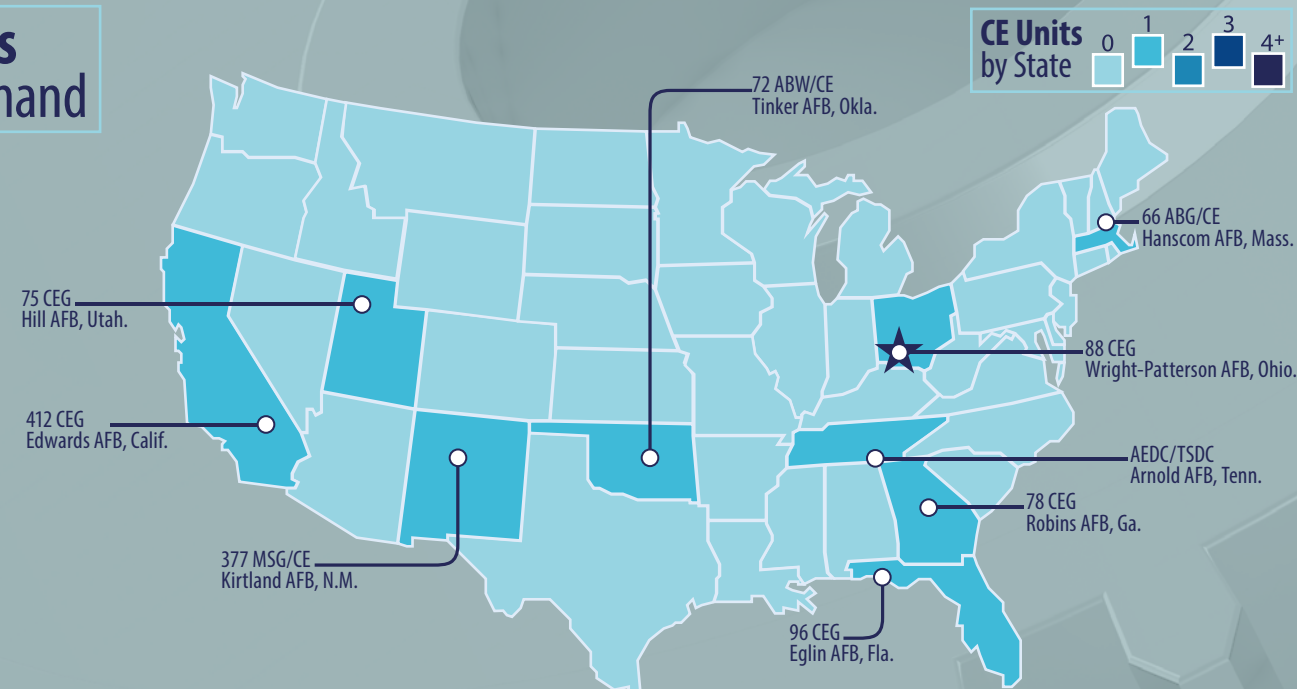 s
nand
CE Units
by State
0 1 2 3 4+
72 ABW/CE
Tinker AFB, Okla.
66 ABG/CE
Hanscom AFB, Mass.
75 CEG
Hill AFB, Utah.
88 CEG
Wright-Patterson AFB, Ohio.
412 CEG
Edwards AFB, Calif.
AEDC/TSDC
Arnold AFB, Tenn.
78 CEG
Robins AFB, Ga.
377 MSG/CE
Kirtland AFB, N.M.
96 CEG
Eglin AFB, Fla.